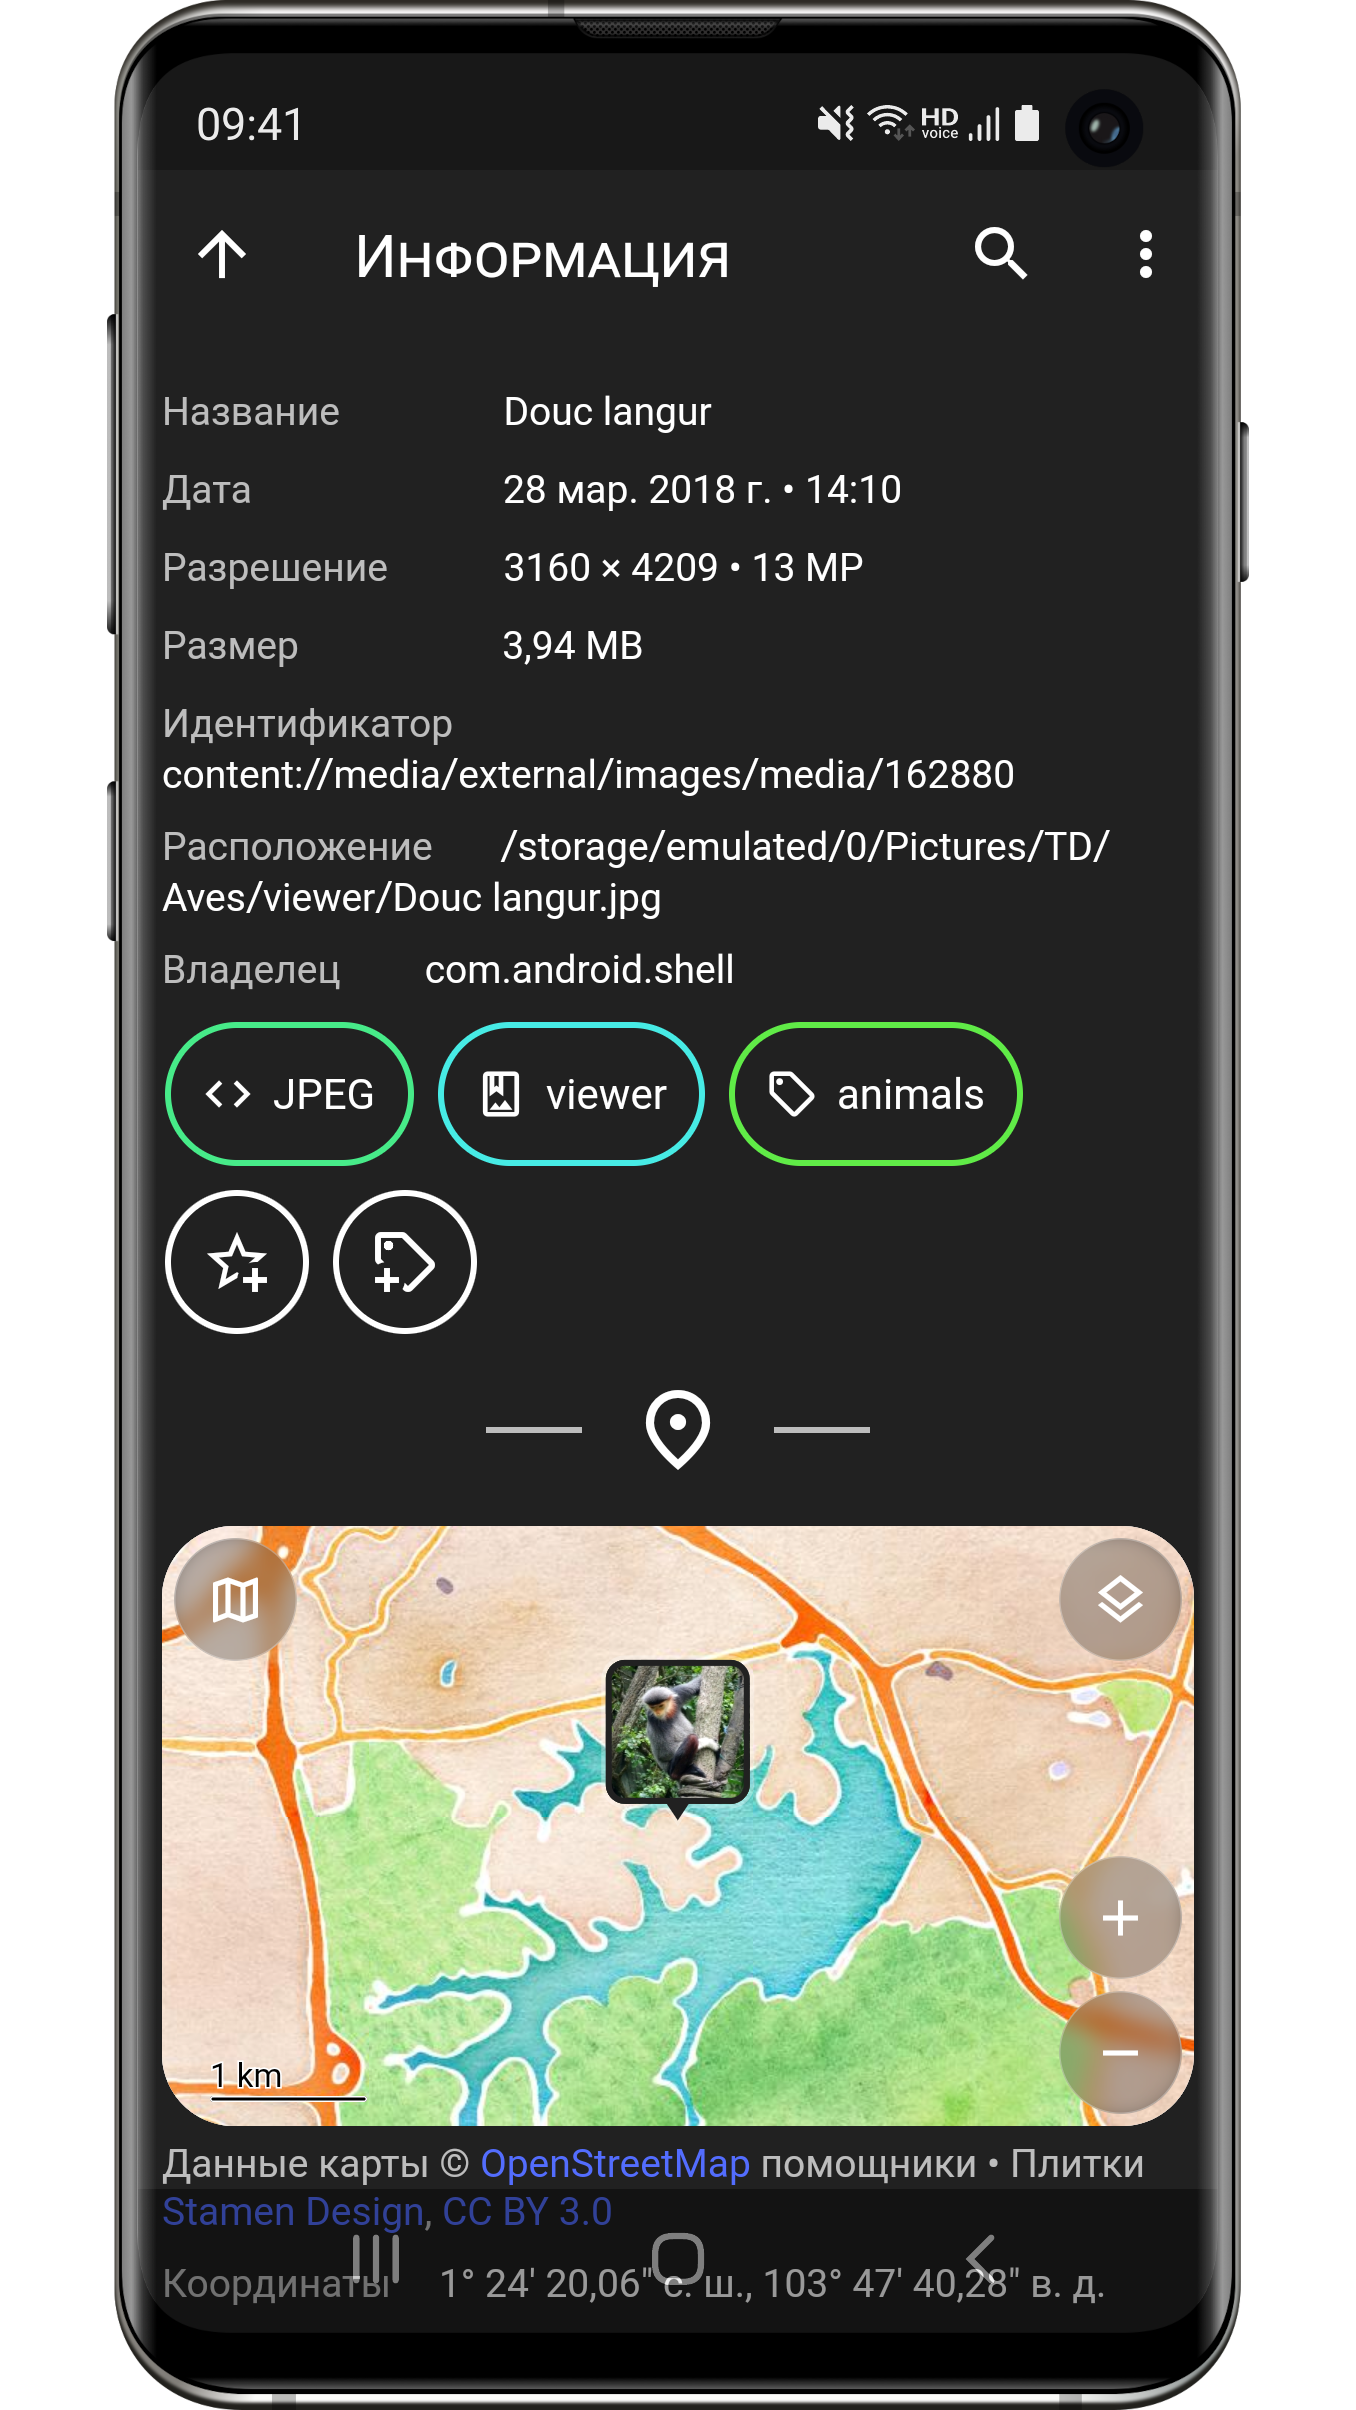 09:41 HD voice
Информация
Название Douc langur
Дата 28 мар. 2018 г. • 14:10
Разрешение 3160 × 4209 • 13 MP
Размер 3,94 MB
Идентификатор
content://media/external/images/media/162880
Расположение /storage/emulated/0/Pictures/TD/
Aves/viewer/Douc langur.jpg
Владелец com.android.shell
JPEG viewer animals
1 km
Данные карты © OpenStreetMap помощники • Плитки
Stamen Design, CC BY 3.0
Координаты 1° 24' 20,06" с. ш., 103° 47' 40,28" в. д.